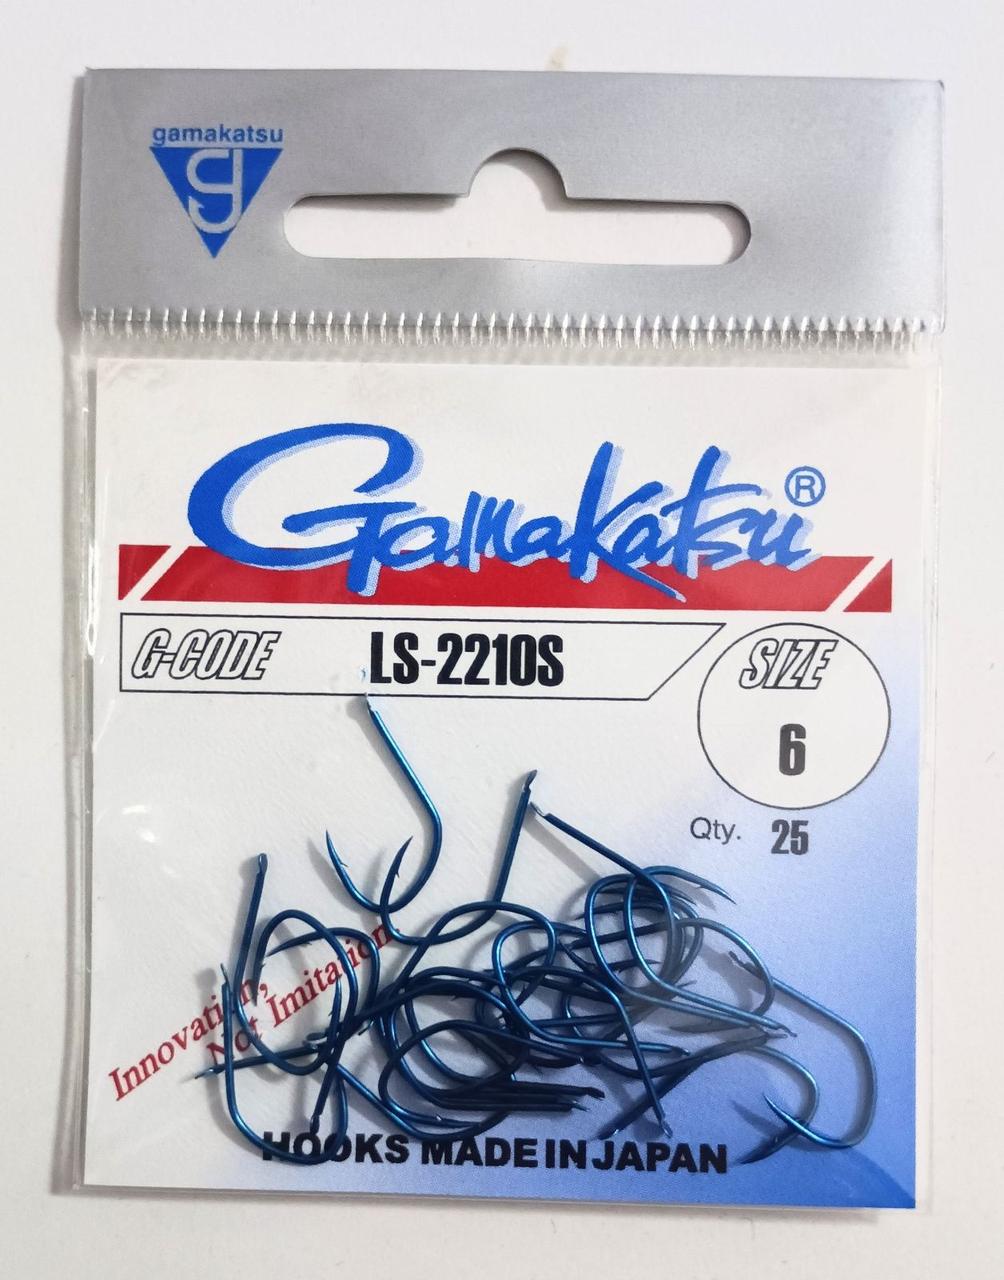 gamakatsu
g
Gamakatsu®
G-CODE LS-2210S SIZE
6
Qty. 25
Innovation,
Not Imitation
HOOKS MADE IN JAPAN